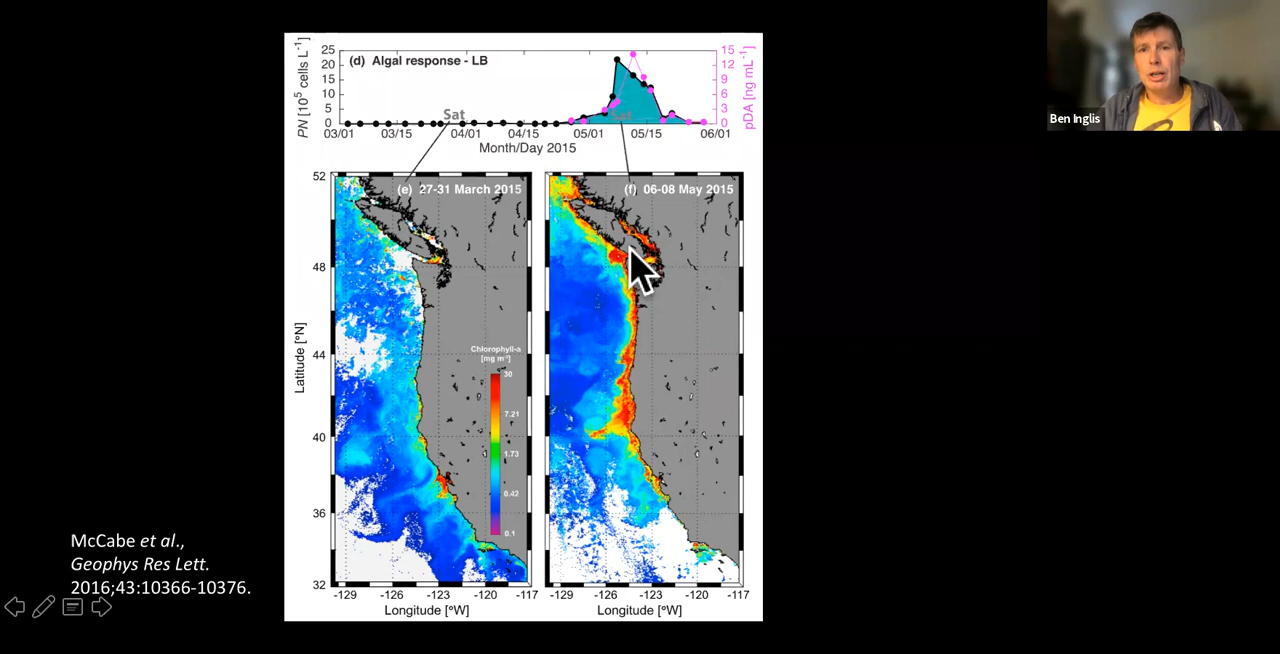 (d) Algal response - LB
PN [10⁵ cells L⁻¹]
25
20
15
10
5
0
15
12
9
6
3
0
pDA [ng mL⁻¹]
Sat
Sat
03/01 03/15 04/01 04/15 05/01 05/15 06/01
Month/Day 2015
Ben Inglis
(e) 27-31 March 2015
(f) 06-08 May 2015
52
48
44
40
36
32
Latitude [°N]
Chlorophyll-a
[mg m⁻³]
30
7.21
1.73
0.42
0.1
-129 -126 -123 -120 -117
-129 -126 -123 -120 -117
Longitude [°W]
Longitude [°W]
McCabe et al.,
Geophys Res Lett.
2016;43:10366-10376.